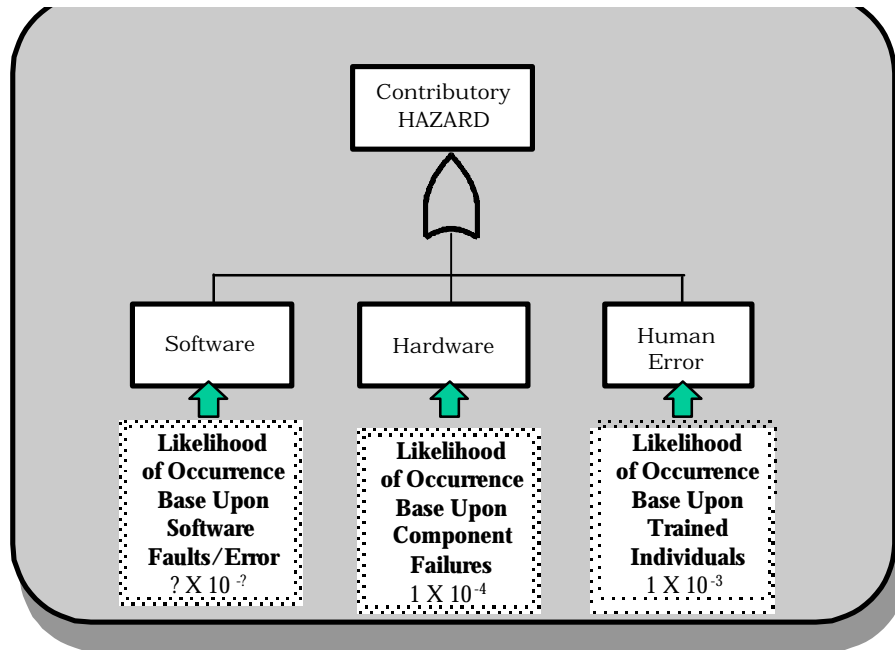 Contributory
HAZARD
Software
Hardware
Human
Error
Likelihood
of Occurrence
Base Upon
Software
Faults/Error
? X 10 -?
Likelihood
of Occurrence
Base Upon
Component
Failures
1 X 10 -4
Likelihood
of Occurrence
Base Upon
Trained
Individuals
1 X 10 -3